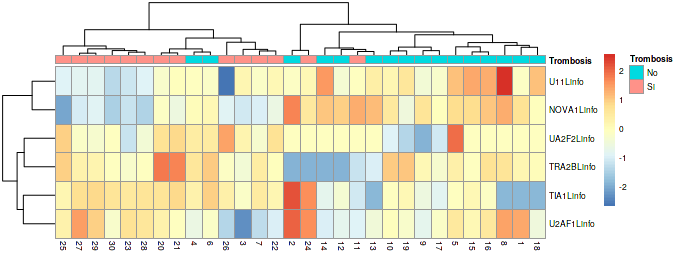 Trombosis
U11Linfo
NOVA1Linfo
UA2F2Linfo
TRA2BLinfo
TIA1Linfo
U2AF1Linfo
25 27 29 30 23 28 20 21 4 6 26 3 7 22 2 24 14 12 11 13 10 19 9 17 5 15 16 8 1 18
2
1
0
-1
-2
Trombosis
No
Si